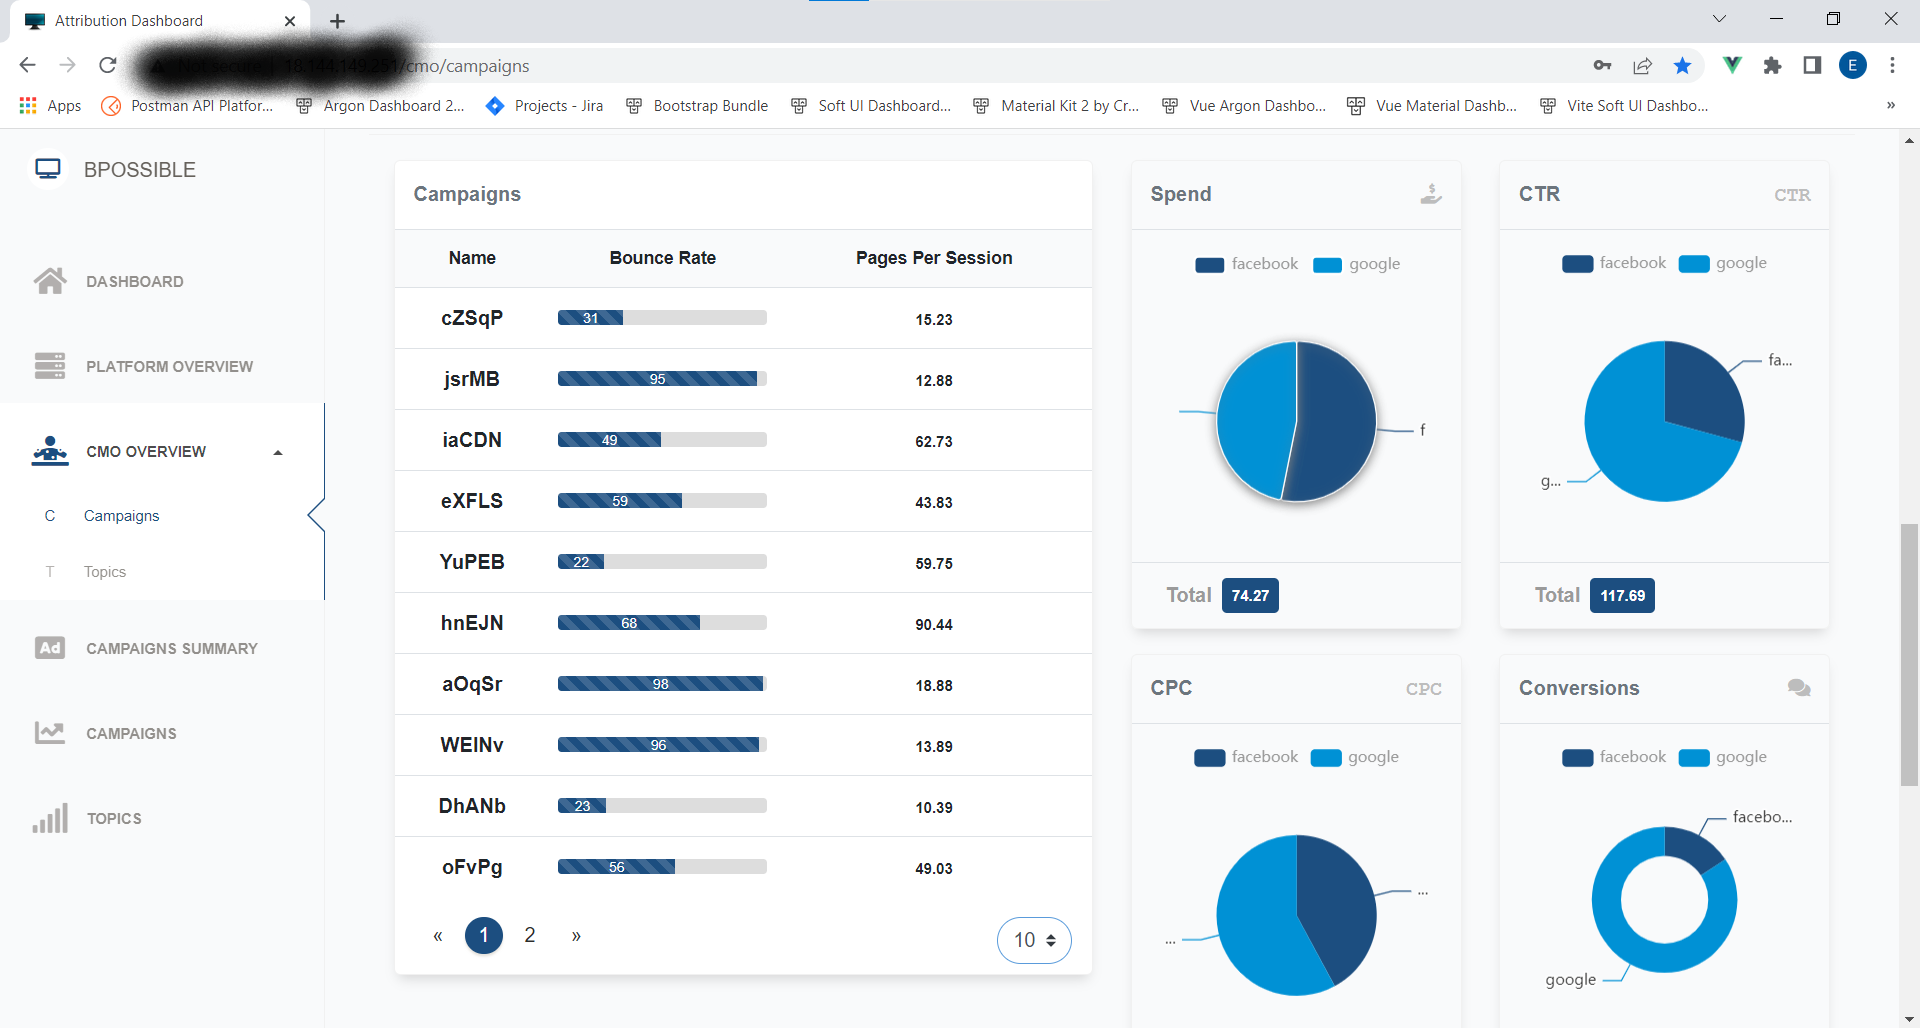 Attribution Dashboard
/cmo/campaigns
E
Apps
Postman API Platfor...
Argon Dashboard 2...
Projects - Jira
Bootstrap Bundle
Soft UI Dashboard...
Material Kit 2 by Cr...
Vue Argon Dashbo...
Vue Material Dashb...
Vite Soft UI Dashbo...
»
BPOSSIBLE
DASHBOARD
PLATFORM OVERVIEW
CMO OVERVIEW
C Campaigns
T Topics
Ad CAMPAIGNS SUMMARY
CAMPAIGNS
TOPICS
Campaigns
Name Bounce Rate Pages Per Session
cZSqP 31 15.23
jsrMB 95 12.88
iaCDN 49 62.73
eXFLS 59 43.83
YuPEB 22 59.75
hnEJN 68 90.44
aOqSr 98 18.88
WEINv 96 13.89
DhANb 23 10.39
oFvPg 56 49.03
« 1 2 »
10
Spend $
facebook google
f
Total 74.27
CTR CTR
facebook google
fa...
g...
Total 117.69
CPC CPC
facebook google
...
...
Conversions
facebook google
facebo...
google